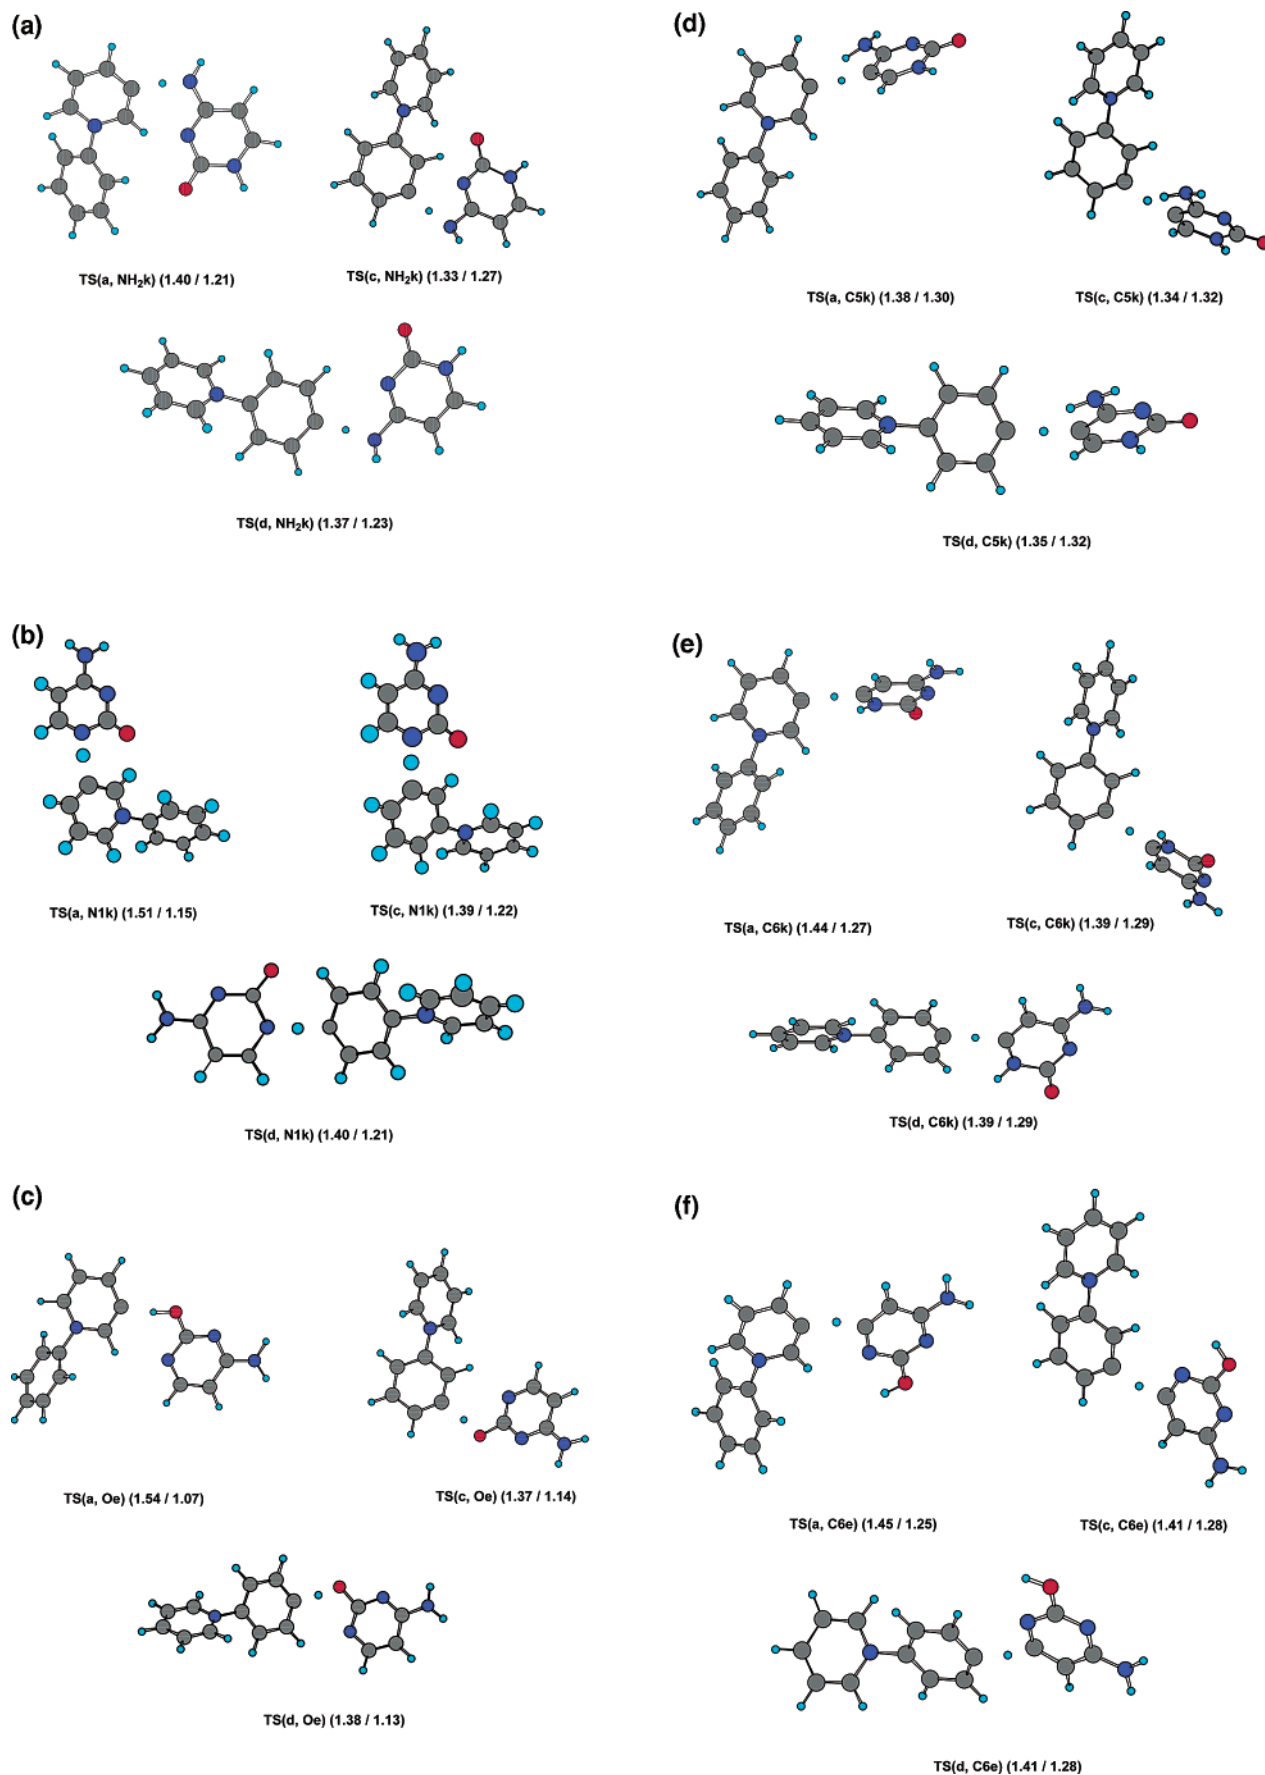 (a)
TS(a, NH₂k) (1.40 / 1.21)
TS(c, NH₂k) (1.33 / 1.27)
TS(d, NH₂k) (1.37 / 1.23)
(b)
TS(a, N1k) (1.51 / 1.15)
TS(c, N1k) (1.39 / 1.22)
TS(d, N1k) (1.40 / 1.21)
(c)
TS(a, Oe) (1.54 / 1.07)
TS(c, Oe) (1.37 / 1.14)
TS(d, Oe) (1.38 / 1.13)
(d)
TS(a, C5k) (1.38 / 1.30)
TS(c, C5k) (1.34 / 1.32)
TS(d, C5k) (1.35 / 1.32)
(e)
TS(a, C6k) (1.44 / 1.27)
TS(c, C6k) (1.39 / 1.29)
TS(d, C6k) (1.39 / 1.29)
(f)
TS(a, C6e) (1.45 / 1.25)
TS(c, C6e) (1.41 / 1.28)
TS(d, C6e) (1.41 / 1.28)